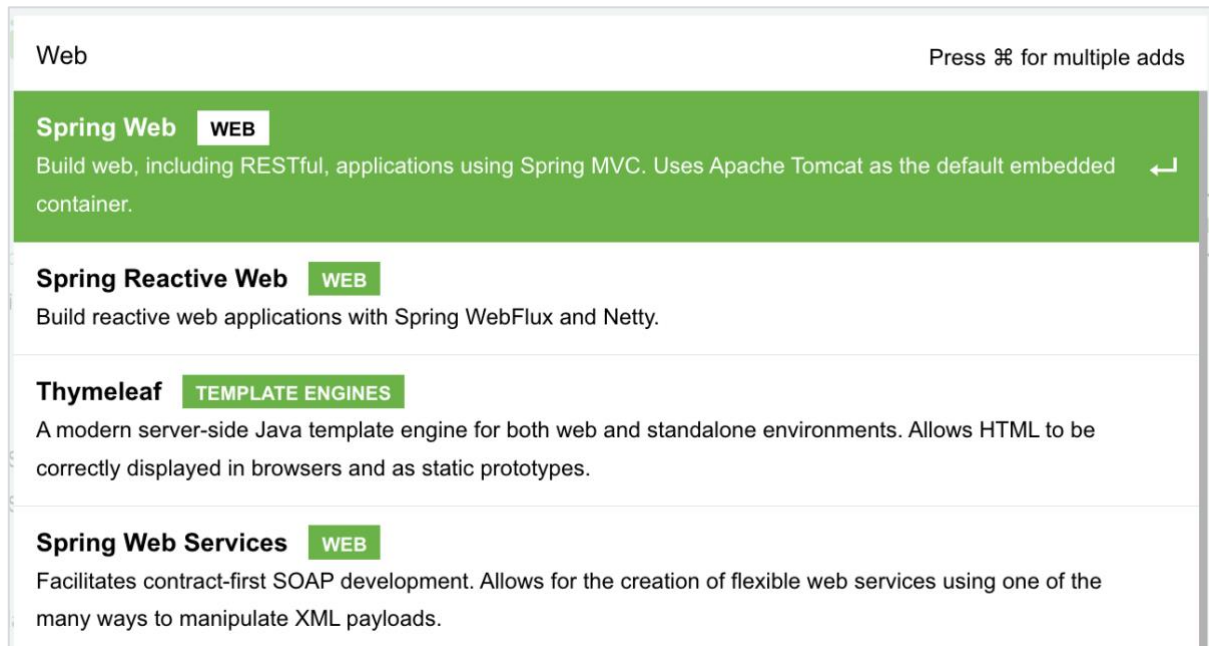 Web Press ⌘ for multiple adds
Spring Web WEB
Build web, including RESTful, applications using Spring MVC. Uses Apache Tomcat as the default embedded
container.
Spring Reactive Web WEB
Build reactive web applications with Spring WebFlux and Netty.
Thymeleaf TEMPLATE ENGINES
A modern server-side Java template engine for both web and standalone environments. Allows HTML to be
correctly displayed in browsers and as static prototypes.
Spring Web Services WEB
Facilitates contract-first SOAP development. Allows for the creation of flexible web services using one of the
many ways to manipulate XML payloads.